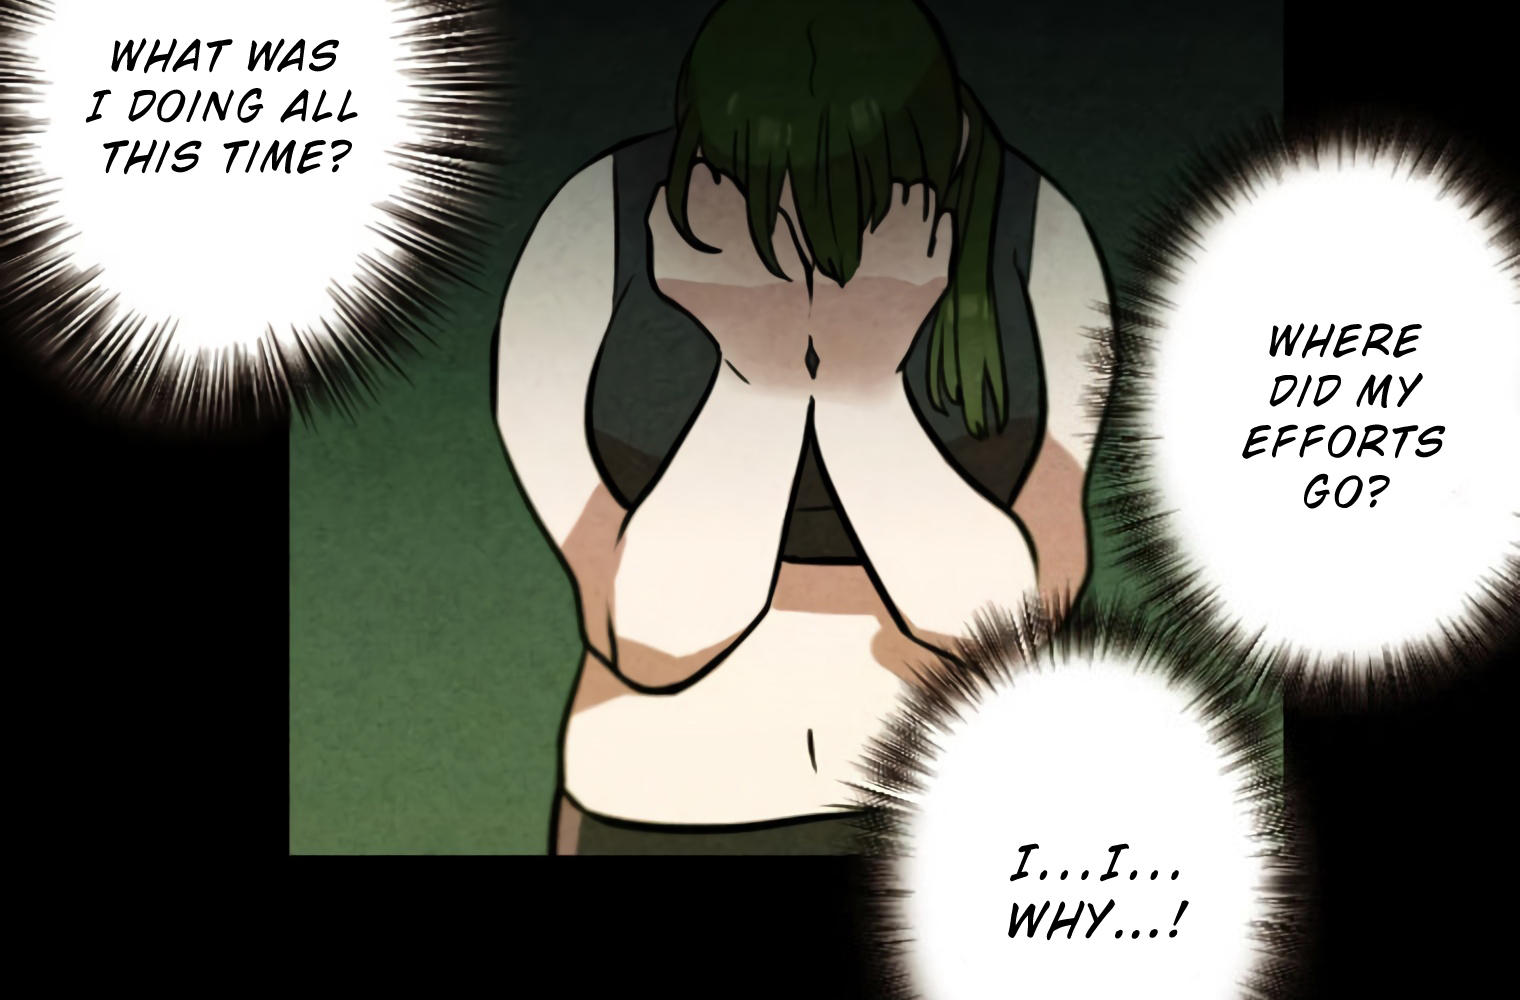 WHAT WAS
I DOING ALL
THIS TIME?
WHERE
DID MY
EFFORTS
GO?
I...I...
WHY...!